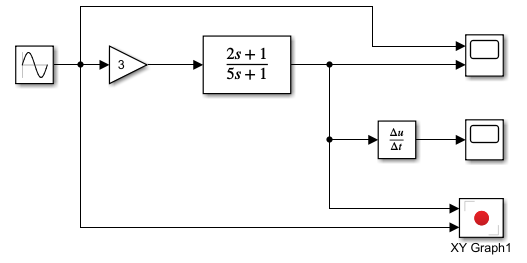 3
2s + 1
5s + 1
Δu
Δt
XY Graph1